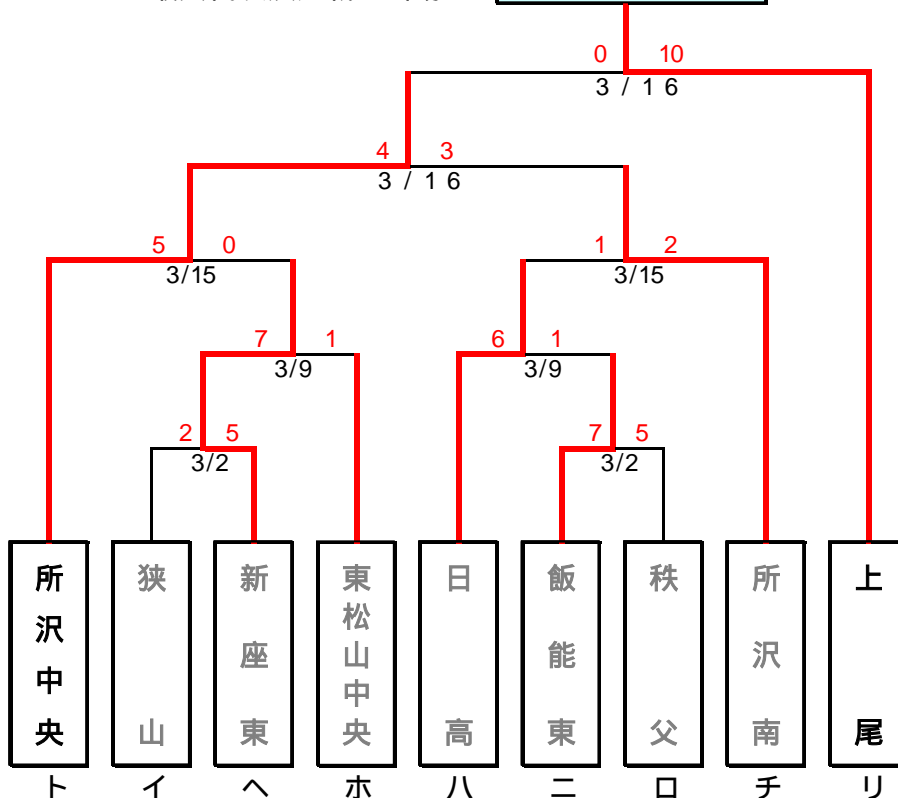 0 10
3 / 1 6
4 3
3 / 1 6
5 0
3/15
1 2
3/15
7 1
3/9
6 1
3/9
2 5
3/2
7 5
3/2
所沢中央
狭山
新座東
東松山中央
日高
飯能東
秩父
所沢南
上尾
ト イ ヘ ホ ハ ニ ロ チ リ